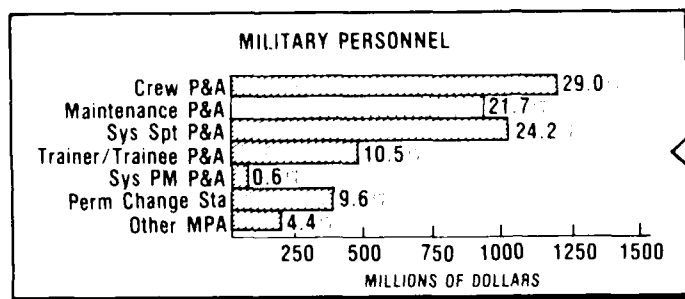 MILITARY PERSONNEL
Crew P&A 29.0%
Maintenance P&A 21.7%
Sys Spt P&A 24.2%
Trainer/Trainee P&A 10.5%
Sys PM P&A 0.6%
Perm Change Sta 9.6%
Other MPA 4.4%
250 500 750 1000 1250 1500
MILLIONS OF DOLLARS